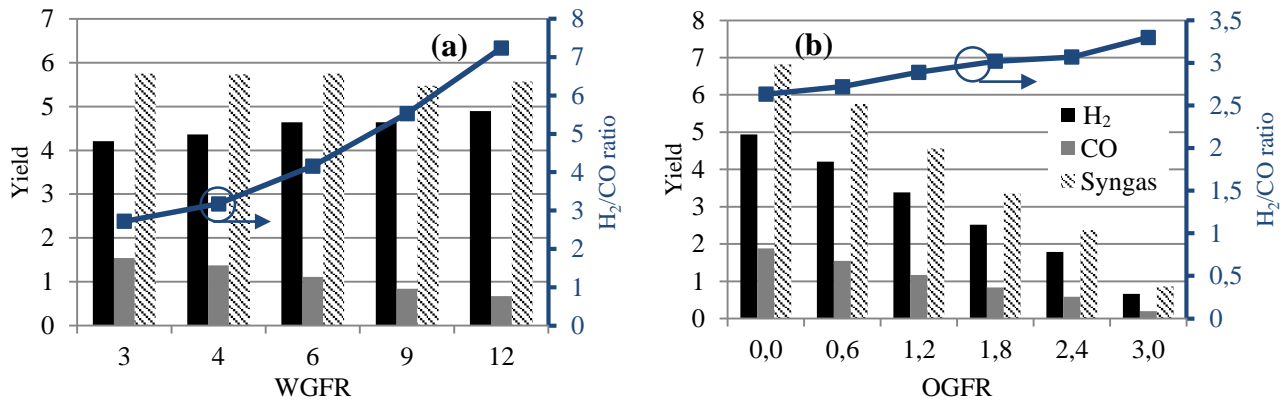 (a)
Yield
7
6
5
4
3
2
1
0
8
7
6
5
4
3
2
1
0
H₂/CO ratio
3 4 6 9 12
WGFR
(b)
Yield
8
7
6
5
4
3
2
1
0
3,5
3
2,5
2
1,5
1
0,5
0
H₂/CO ratio
H₂
CO
Syngas
0,0 0,6 1,2 1,8 2,4 3,0
OGFR